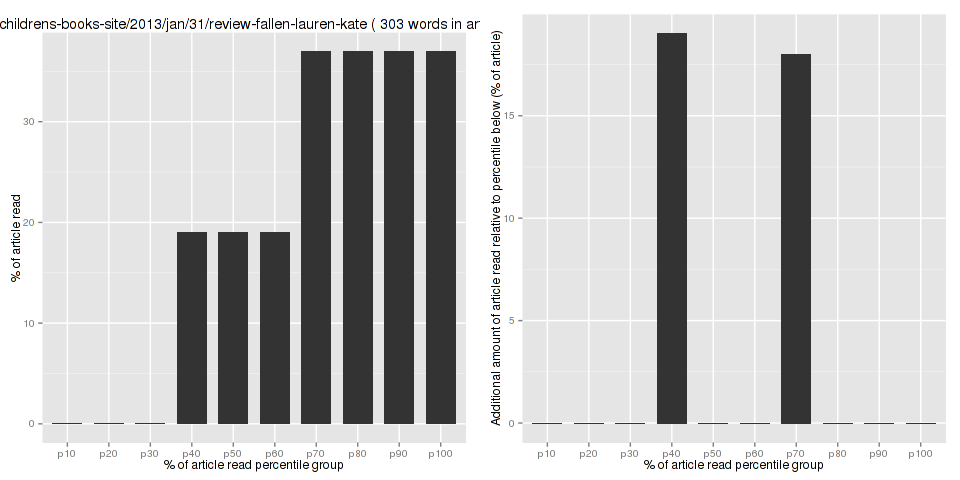 childrens-books-site/2013/jan/31/review-fallen-lauren-kate ( 303 words in ar
% of article read
30
20
10
0
p10 p20 p30 p40 p50 p60 p70 p80 p90 p100
% of article read percentile group
Additional amount of article read relative to percentile below (% of article)
15
10
5
0
p10 p20 p30 p40 p50 p60 p70 p80 p90 p100
% of article read percentile group